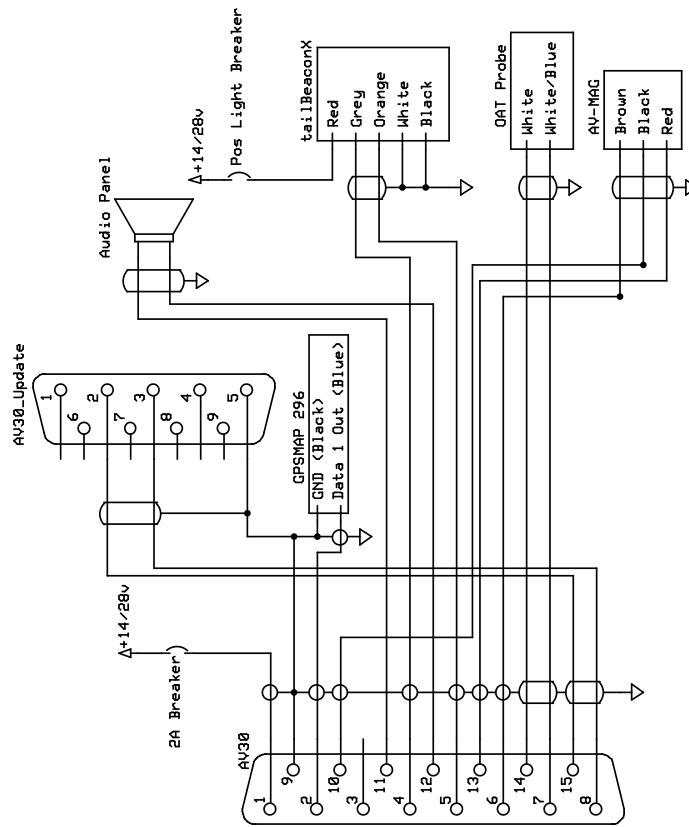 Audio Panel
+14/28v
Pos Light Breaker
tailBeaconX
Red
Grey
Orange
White
Black
OAT Probe
White
White/Blue
AV-MAG
Brown
Black
Red
AV30_Update
1
2
3
4
5
6
7
8
9
GPSMAP 296
GND (Black)
Data 1 Out (Blue)
+14/28v
2A Breaker
AV30
9
10
11
12
13
14
15
1
2
3
4
5
6
7
8